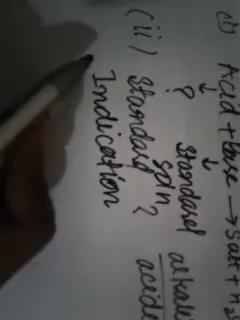 (b) Acid + base → Salt + H2
? Standard alkali
acid
(ii) Standard soln ?
Indication